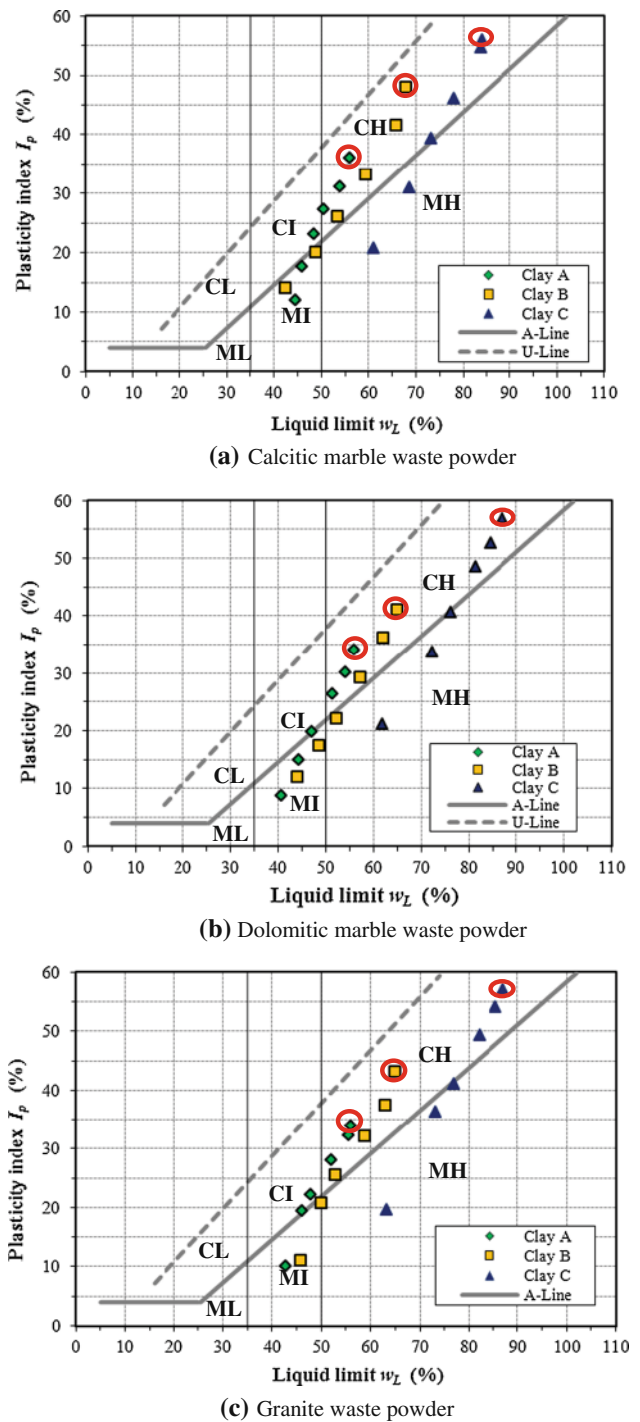 60
50
40
30
20
10
0
Plasticity index Ip (%)
CH
MH
CI
CL
MI
ML
Clay A
Clay B
Clay C
A-Line
U-Line
0 10 20 30 40 50 60 70 80 90 100 110
Liquid limit wL (%)
(a) Calcitic marble waste powder
60
50
40
30
20
10
0
Plasticity index Ip (%)
CH
MH
CI
CL
MI
ML
Clay A
Clay B
Clay C
A-Line
U-Line
0 10 20 30 40 50 60 70 80 90 100 110
Liquid limit wL (%)
(b) Dolomitic marble waste powder
60
50
40
30
20
10
0
Plasticity index Ip (%)
CH
MH
CI
CL
MI
ML
Clay A
Clay B
Clay C
A-Line
0 10 20 30 40 50 60 70 80 90 100 110
Liquid limit wL (%)
(c) Granite waste powder